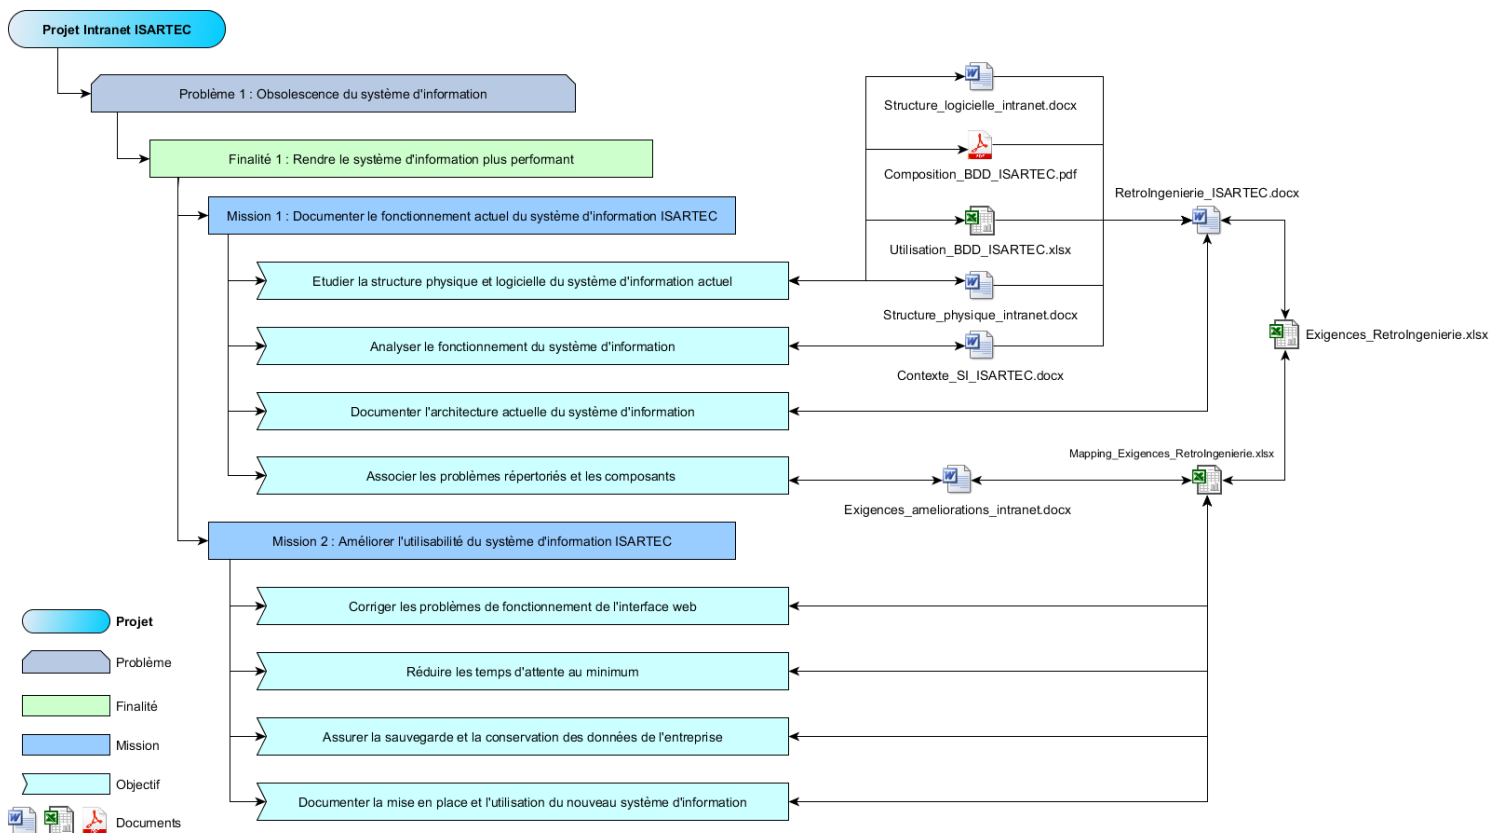 Projet Intranet ISARTEC
Problème 1 : Obsolescence du système d'information
Finalité 1 : Rendre le système d'information plus performant
Mission 1 : Documenter le fonctionnement actuel du système d'information ISARTEC
Etudier la structure physique et logicielle du système d'information actuel
Analyser le fonctionnement du système d'information
Documenter l'architecture actuelle du système d'information
Associer les problèmes répertoriés et les composants
Structure_logicielle_intranet.docx
Composition_BDD_ISARTEC.pdf
Utilisation_BDD_ISARTEC.xlsx
Structure_physique_intranet.docx
Contexte_SI_ISARTEC.docx
RetroIngenierie_ISARTEC.docx
Exigences_RetroIngenierie.xlsx
Mapping_Exigences_RetroIngenierie.xlsx
Exigences_ameliorations_intranet.docx
Mission 2 : Améliorer l'utilisabilité du système d'information ISARTEC
Corriger les problèmes de fonctionnement de l'interface web
Réduire les temps d'attente au minimum
Assurer la sauvegarde et la conservation des données de l'entreprise
Documenter la mise en place et l'utilisation du nouveau système d'information
Projet
Problème
Finalité
Mission
Objectif
Documents